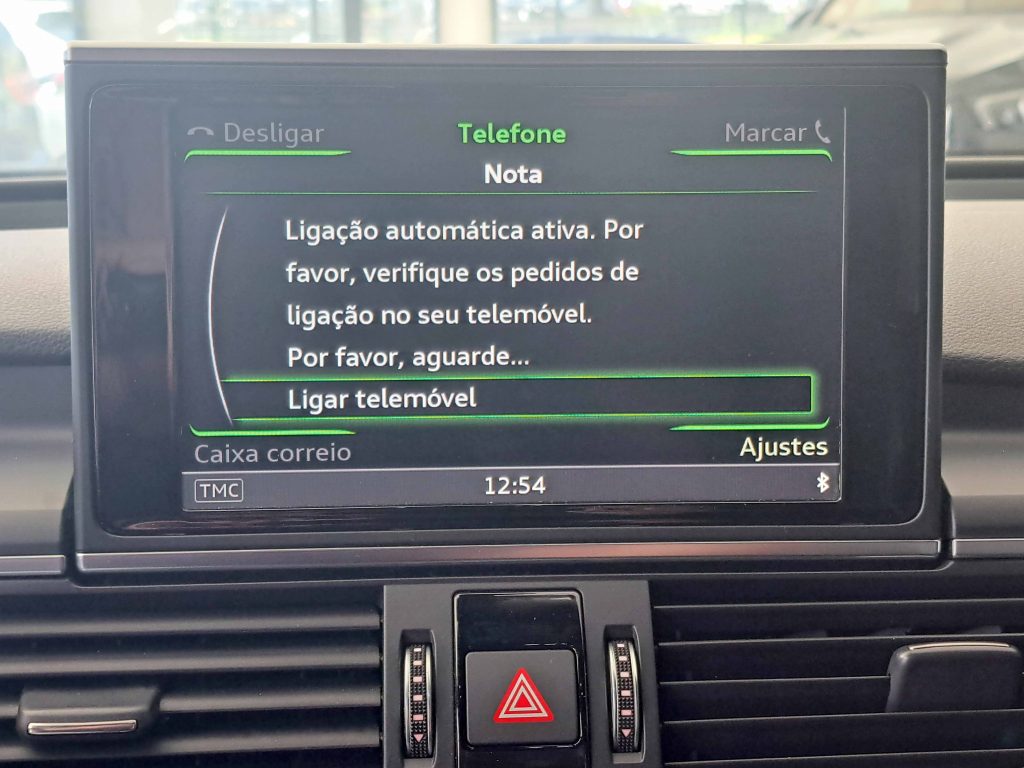 Desligar
Telefone
Marcar
Nota
Ligação automática ativa. Por
favor, verifique os pedidos de
ligação no seu telemóvel.
Por favor, aguarde...
Ligar telemóvel
Caixa correio
Ajustes
TMC
12:54